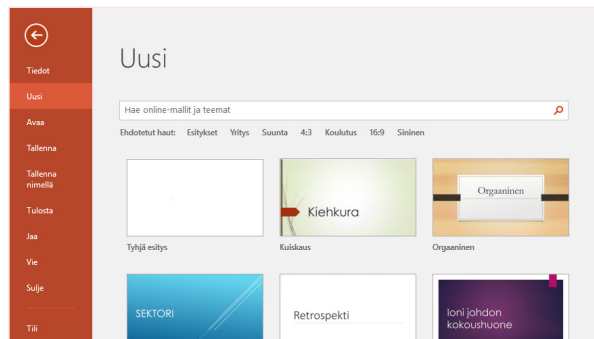 Uusi
Tiedot
Uusi
Avaa
Tallenna
Tallenna
nimellä
Tulosta
Jaa
Vie
Sulje
Tili
Hae online-mallit ja teemat
Ehdotetut haut: Esitykset Yritys Suunta 4:3 Koulutus 16:9 Sininen
Kiehkura
Orgaaninen
Tyhjä esitys
Kuiskaus
Orgaaninen
SEKTORI
Retrospekti
Ioni johdon
kokoushuone